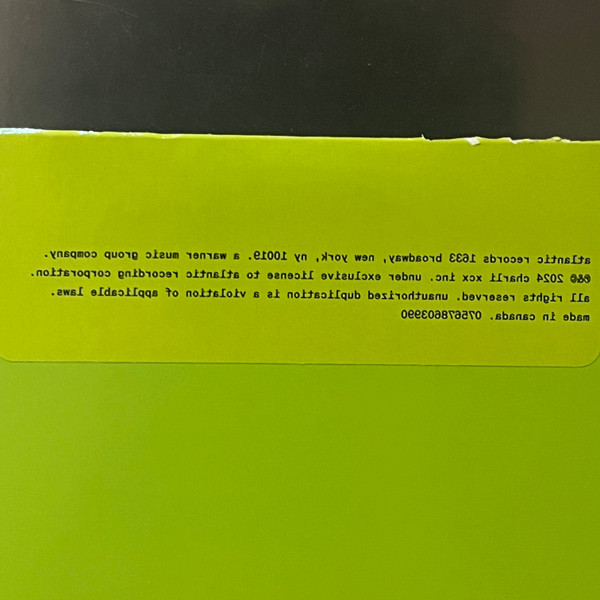 atlantic records 1633 broadway, new york, ny 10019. a warner music group company.
℗&© 2024 charli xcx inc. under exclusive license to atlantic recording corporation.
all rights reserved. unauthorized duplication is a violation of applicable laws.
made in canada. 075678603990